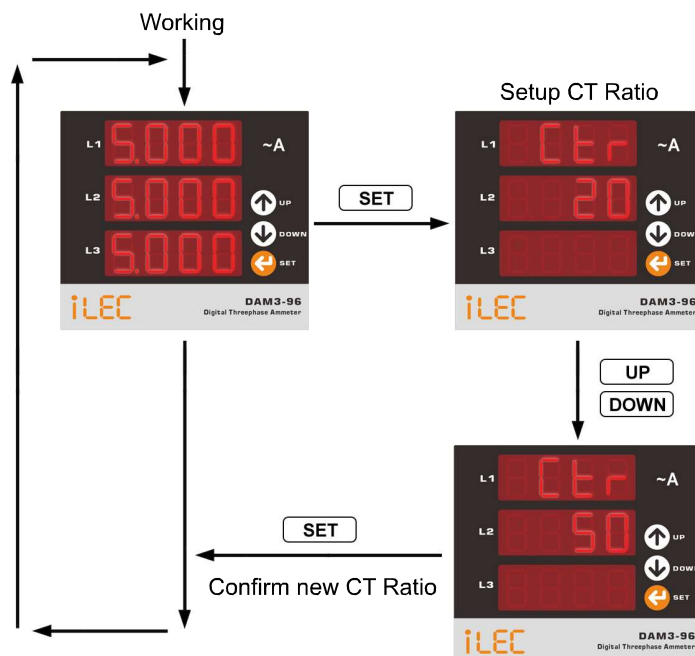 Working
Setup CT Ratio
L1 5.000 ~A
L2 5.000 UP
DOWN
L3 5.000 SET
iLEC DAM3-96
Digital Threephase Ammeter
SET
L1 Ctr ~A
L2 20 UP
DOW
L3 SET
iLEC DAM3-96
Digital Threephase Ammeter
UP
DOWN
L1 Ctr ~A
L2 50 UP
DOW
L3 SET
iLEC DAM3-96
Digital Threephase Ammeter
SET
Confirm new CT Ratio